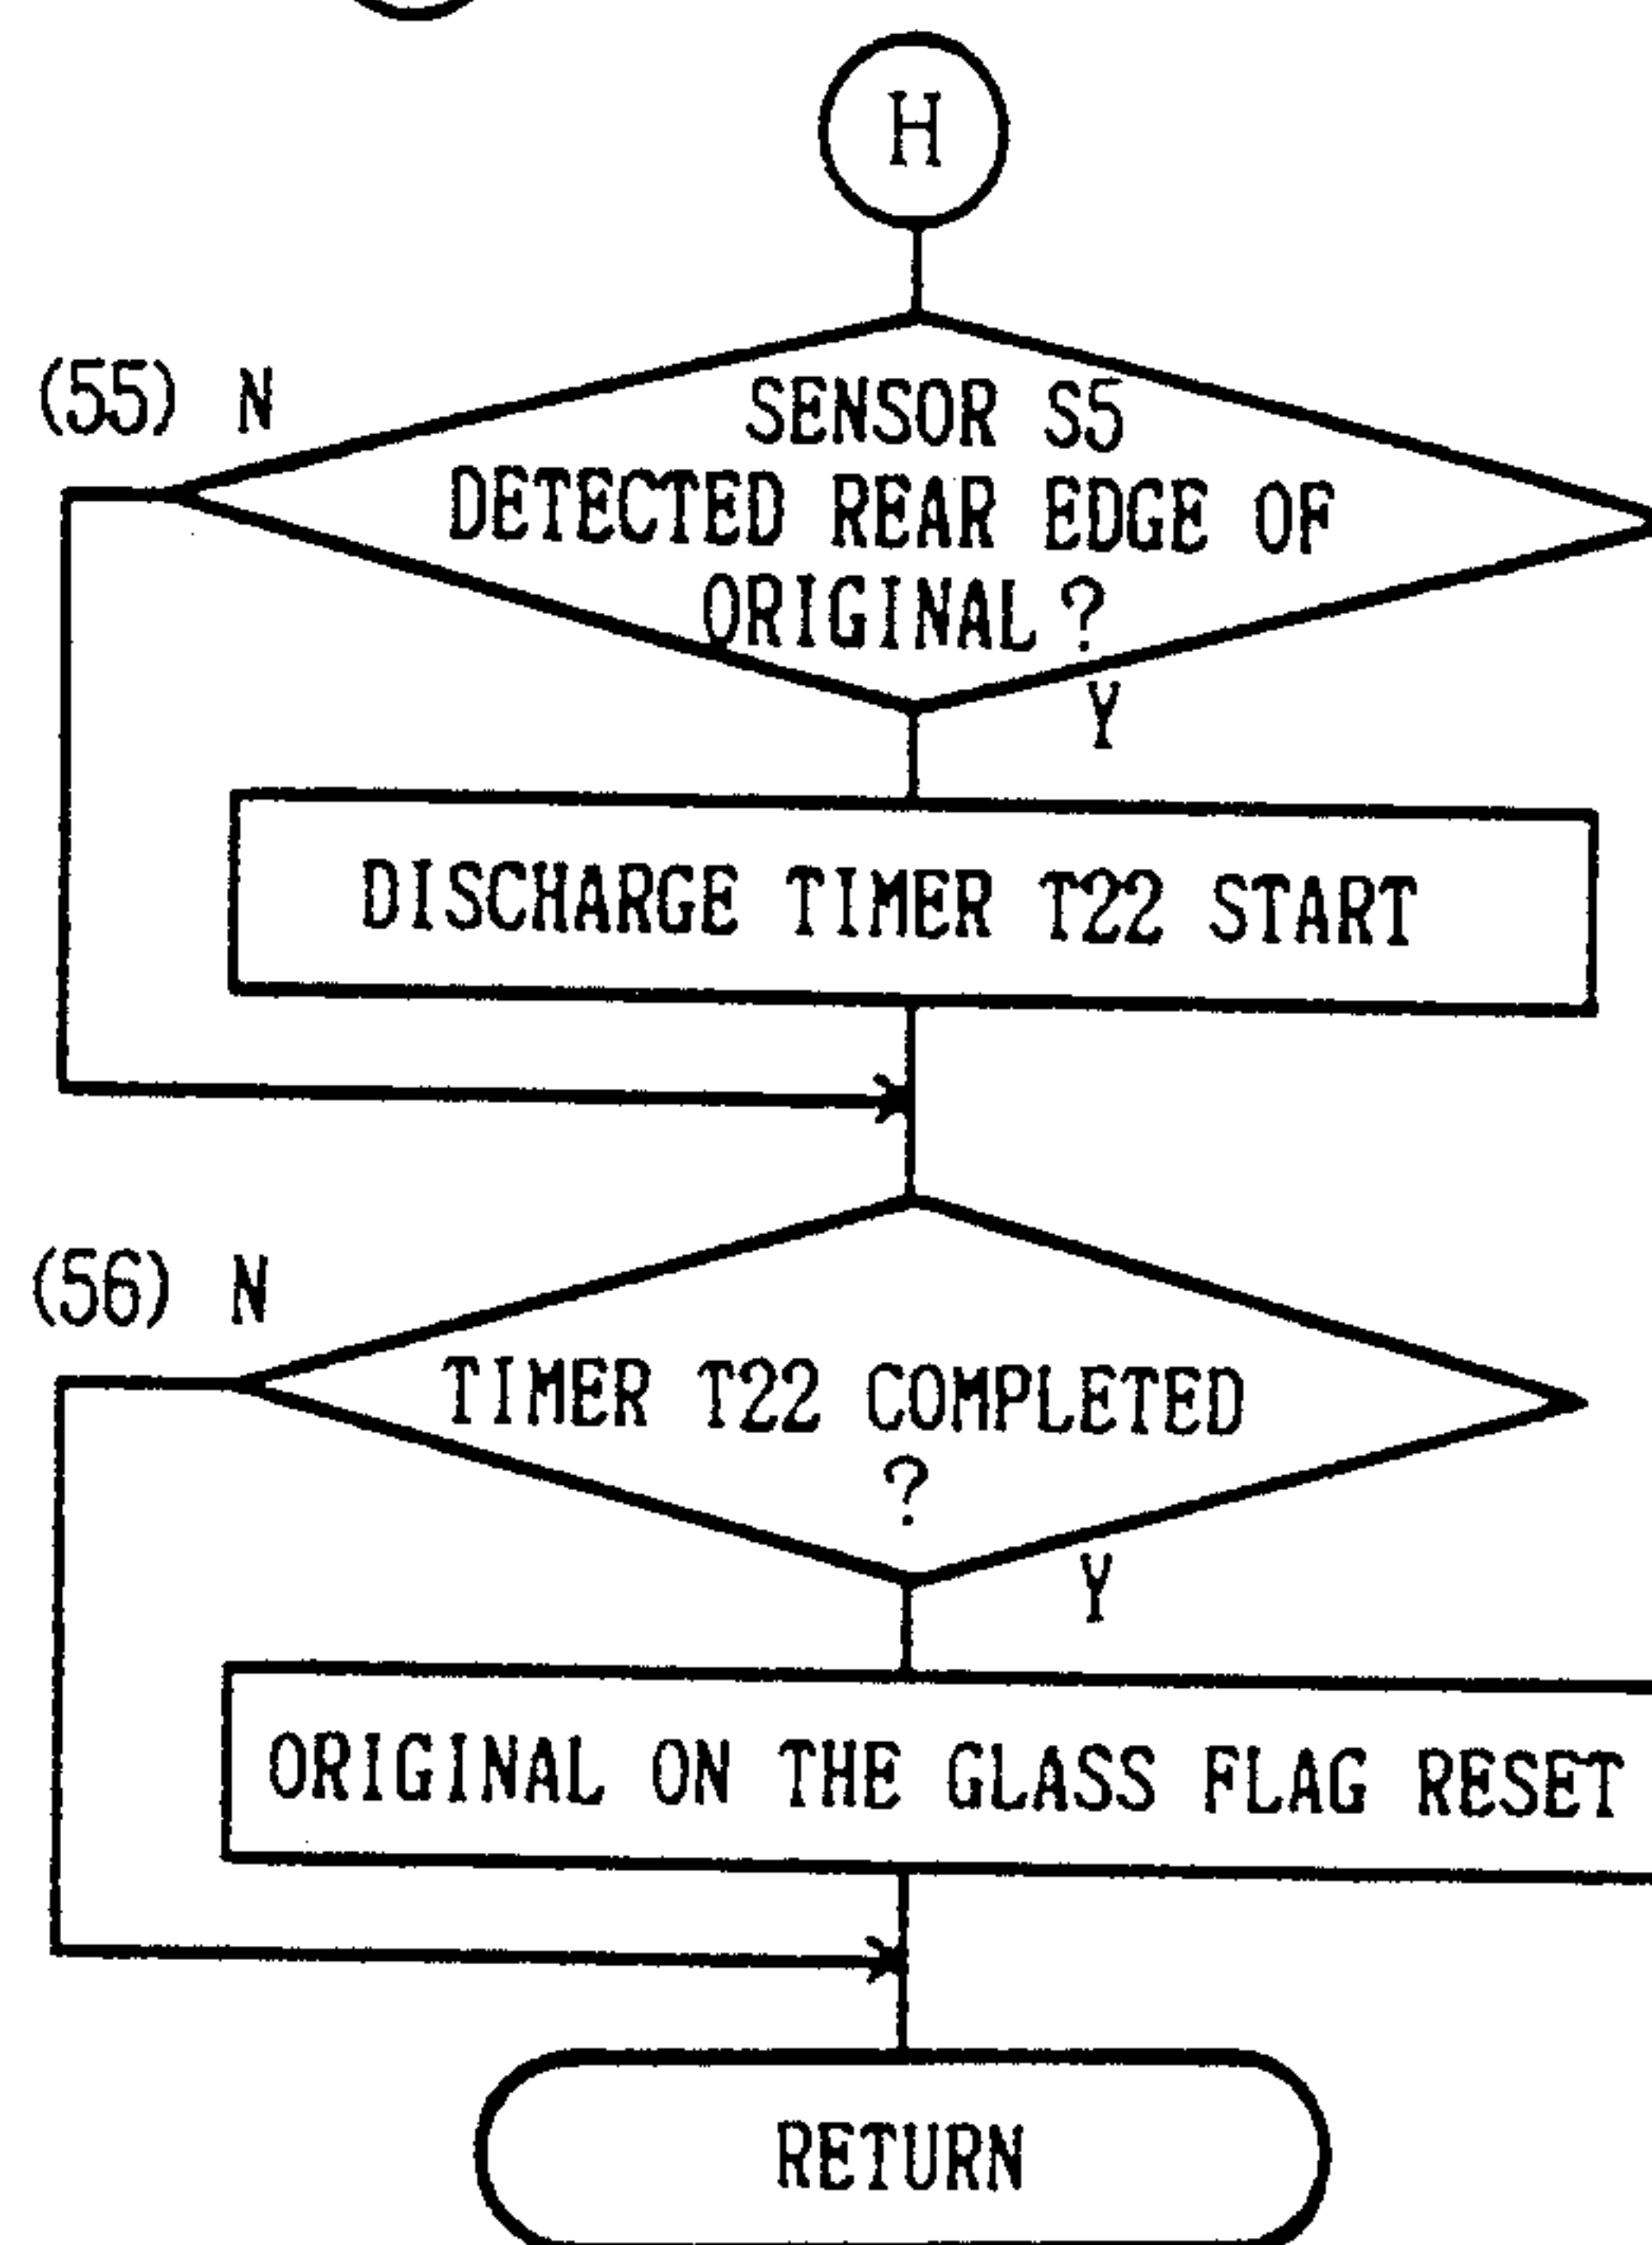 H
(55) N
SENSOR S5
DETECTED REAR EDGE OF
ORIGINAL ?
Y
DISCHARGE TIMER T22 START
(56) N
TIMER T22 COMPLETED
?
Y
ORIGINAL ON THE GLASS FLAG RESET
RETURN